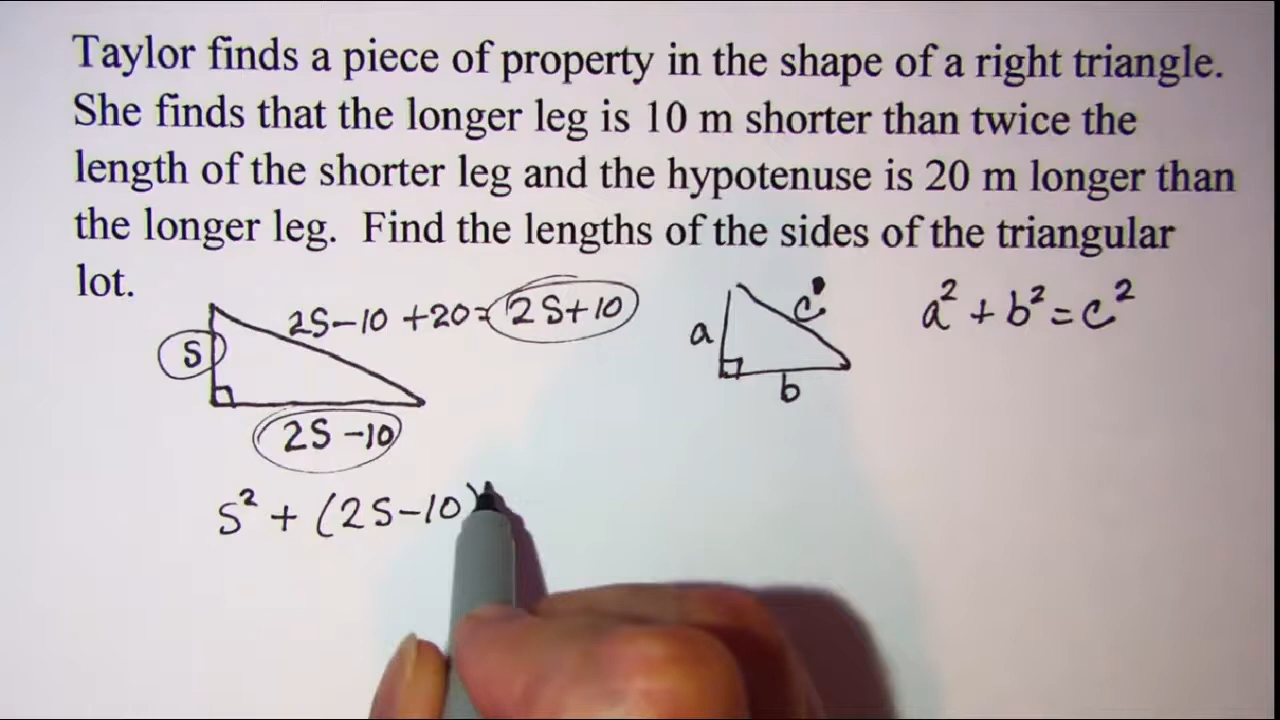 Taylor finds a piece of property in the shape of a right triangle.
She finds that the longer leg is 10 m shorter than twice the
length of the shorter leg and the hypotenuse is 20 m longer than
the longer leg.  Find the lengths of the sides of the triangular
lot.
2S-10 +20= 2S+10
S
2S-10
a
c
b
a² + b² = c²
S² + (2S-10)